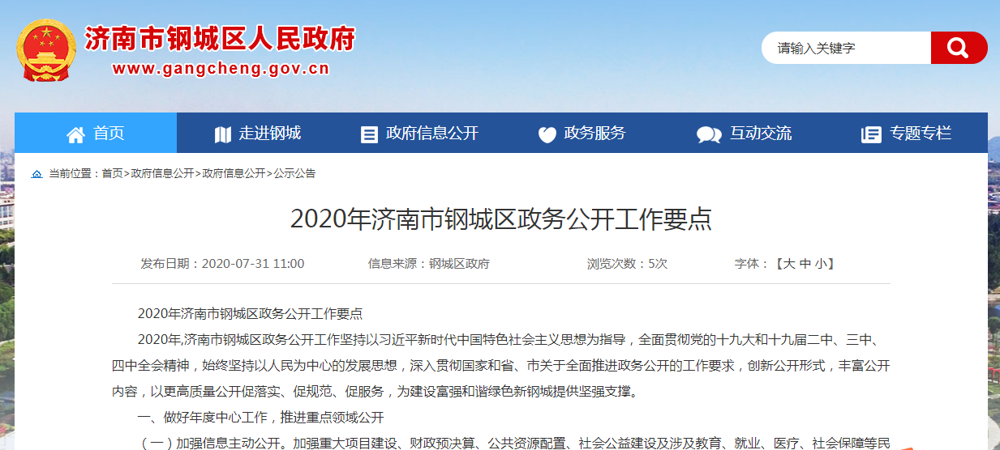 济南市钢城区人民政府
www.gangcheng.gov.cn
请输入关键字
首页 走进钢城 政府信息公开 政务服务 互动交流 专题专栏
当前位置：首页>政府信息公开>政府信息公开>公示公告
2020年济南市钢城区政务公开工作要点
发布日期：2020-07-31 11:00 信息来源：钢城区政府 浏览次数：5次 字体：【大 中 小】
2020年济南市钢城区政务公开工作要点
2020年,济南市钢城区政务公开工作坚持以习近平新时代中国特色社会主义思想为指导，全面贯彻党的十九大和十九届二中、三中、
四中全会精神，始终坚持以人民为中心的发展思想，深入贯彻国家和省、市关于全面推进政务公开的工作要求，创新公开形式，丰富公开
内容，以更高质量公开促落实、促规范、促服务，为建设富强和谐绿色新钢城提供坚强支撑。
一、做好年度中心工作，推进重点领域公开
（一）加强信息主动公开。加强重大项目建设、财政预决算、公共资源配置、社会公益建设及涉及教育、就业、医疗、社会保障等民